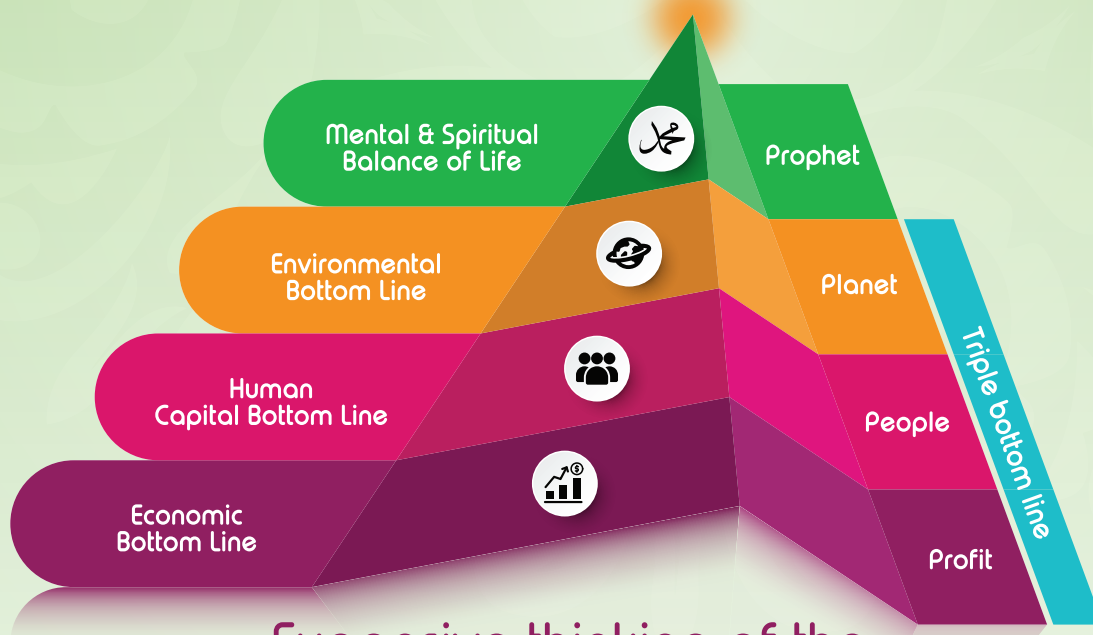 Mental & Spiritual
Balance of Life
محمد
Prophet
Environmental
Bottom Line
Planet
Human
Capital Bottom Line
People
Triple bottom line
Economic
Bottom Line
$
Profit